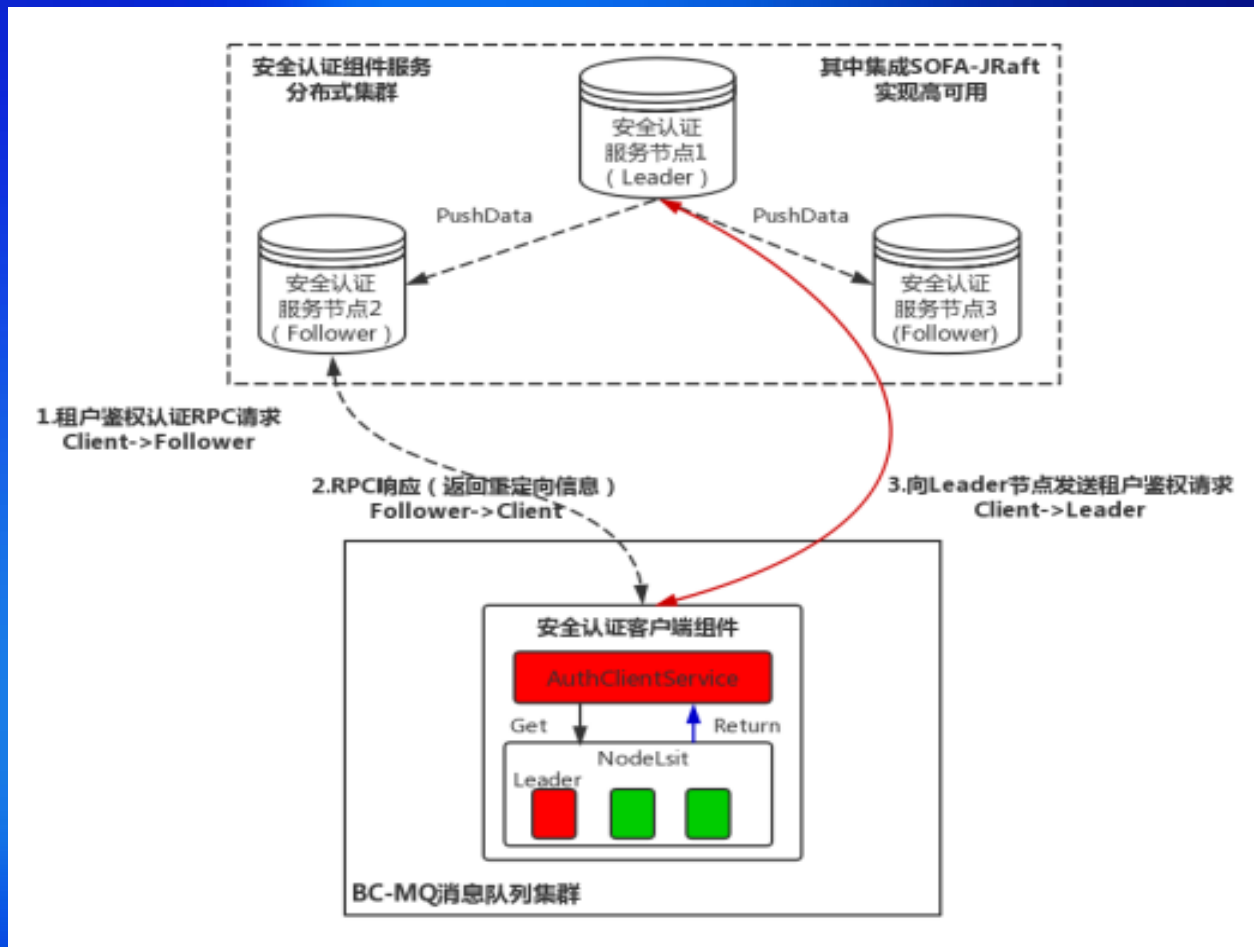 安全认证组件服务
分布式集群
其中集成SOFA-JRaft
实现高可用
安全认证
服务节点1
( Leader )
PushData
PushData
安全认证
服务节点2
( Follower )
安全认证
服务节点3
(Follower)
1.租户鉴权认证RPC请求
Client->Follower
2.RPC响应（返回重定向信息）
Follower->Client
3.向Leader节点发送租户鉴权请求
Client->Leader
安全认证客户端组件
AuthClientService
Get
Return
NodeLsit
Leader
BC-MQ消息队列集群